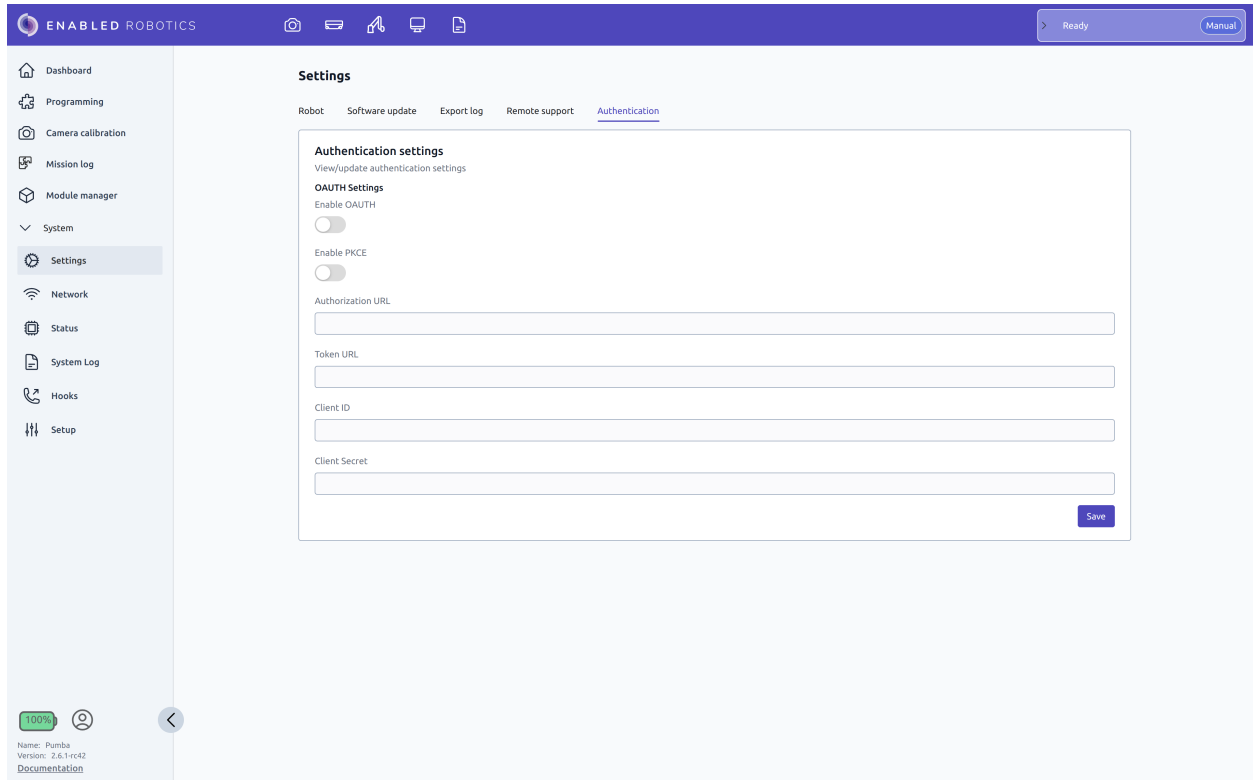 ENABLED ROBOTICS
Ready
Manual
Dashboard
Programming
Camera calibration
Mission log
Module manager
System
Settings
Network
Status
System Log
Hooks
Setup
100%
Name: Pumba
Version: 2.6.1-rc42
Documentation
Settings
Robot Software update Export log Remote support Authentication
Authentication settings
View/update authentication settings
OAUTH Settings
Enable OAUTH
Enable PKCE
Authorization URL
Token URL
Client ID
Client Secret
Save